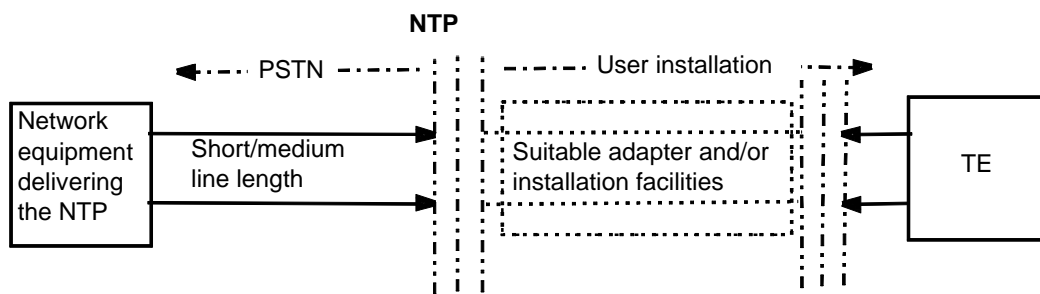 NTP
PSTN
User installation
Network
equipment
delivering
the NTP
Short/medium
line length
Suitable adapter and/or
installation facilities
TE